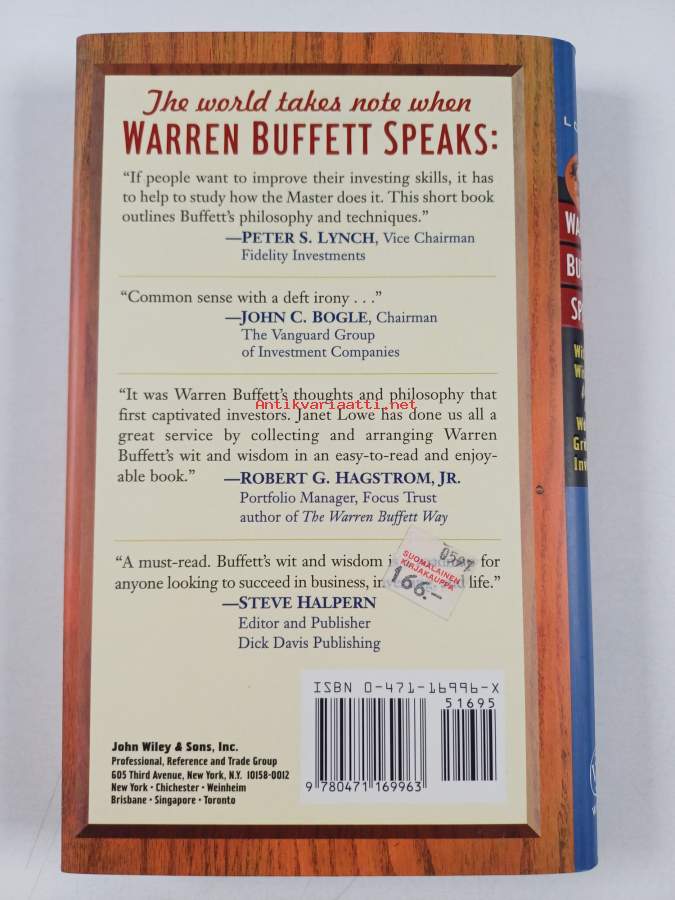 The world takes note when
WARREN BUFFETT SPEAKS:
“If people want to improve their investing skills, it has
to help to study how the Master does it. This short book
outlines Buffett’s philosophy and techniques.”
—PETER S. LYNCH, Vice Chairman
Fidelity Investments
“Common sense with a deft irony . . .”
—JOHN C. BOGLE, Chairman
The Vanguard Group
of Investment Companies
“It was Warren Buffett’s thoughts and philosophy that
Antikvariaatti.net
first captivated investors. Janet Lowe has done us all a
great service by collecting and arranging Warren
Buffett’s wit and wisdom in an easy-to-read and enjoy-
able book.”
—ROBERT G. HAGSTROM, JR.
Portfolio Manager, Focus Trust
author of The Warren Buffett Way
“A must-read. Buffett’s wit and wisdom for
anyone looking to succeed in business, life.”
0597
SUOMALAINEN
KIRJAKAUPPA
166.–
—STEVE HALPERN
Editor and Publisher
Dick Davis Publishing
ISBN 0-471-16996-X
51695
9 780471 169963
John Wiley & Sons, Inc.
Professional, Reference and Trade Group
605 Third Avenue, New York, N.Y. 10158-0012
New York • Chichester • Weinheim
Brisbane • Singapore • Toronto